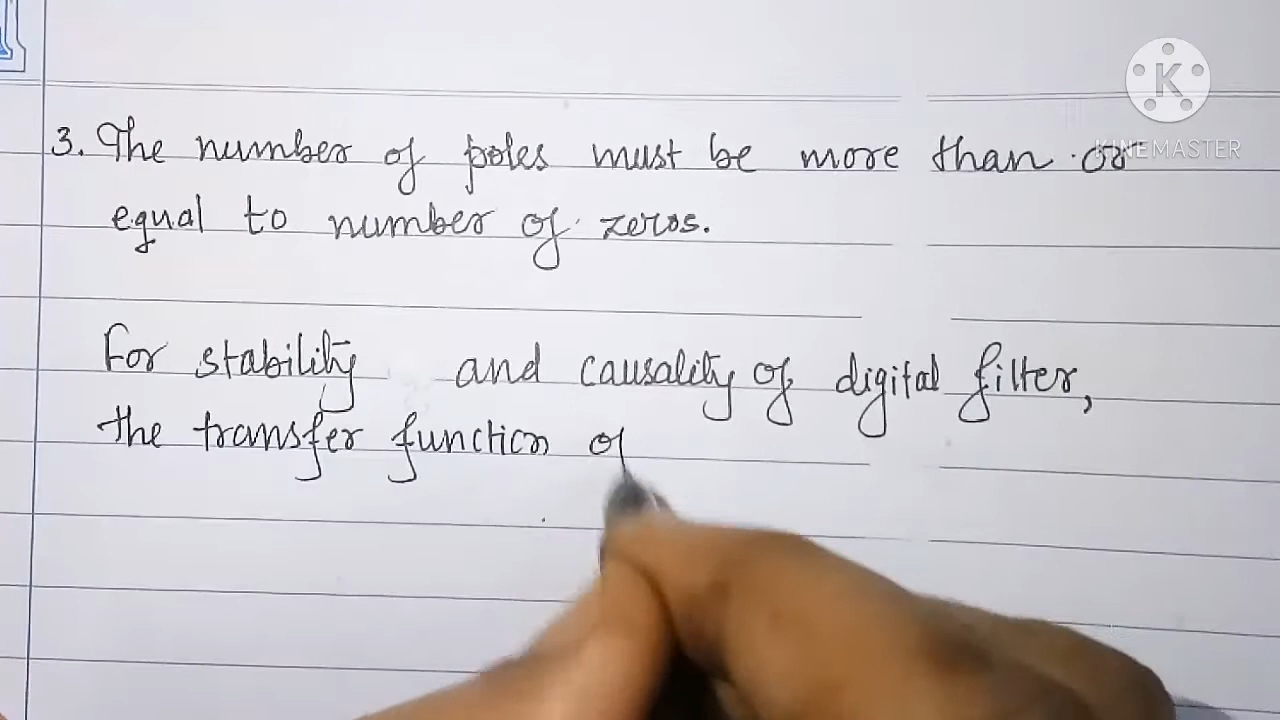 3. The number of poles must be more than or
equal to number of zeros.
For stability and causality of digital filter,
the transfer function of
K
KINEMASTER